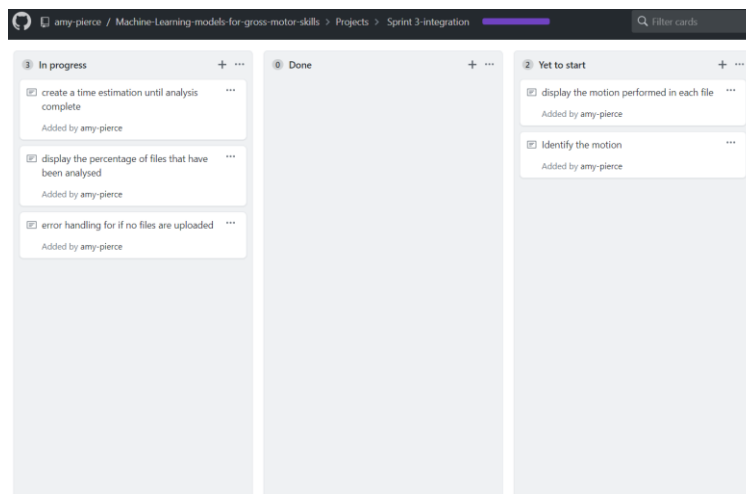 amy-pierce / Machine-Learning-models-for-gross-motor-skills > Projects > Sprint 3-integration
Filter cards
3 In progress
create a time estimation until analysis
complete
Added by amy-pierce
display the percentage of files that have
been analysed
Added by amy-pierce
error handling for if no files are uploaded
Added by amy-pierce
0 Done
2 Yet to start
display the motion performed in each file
Added by amy-pierce
Identify the motion
Added by amy-pierce